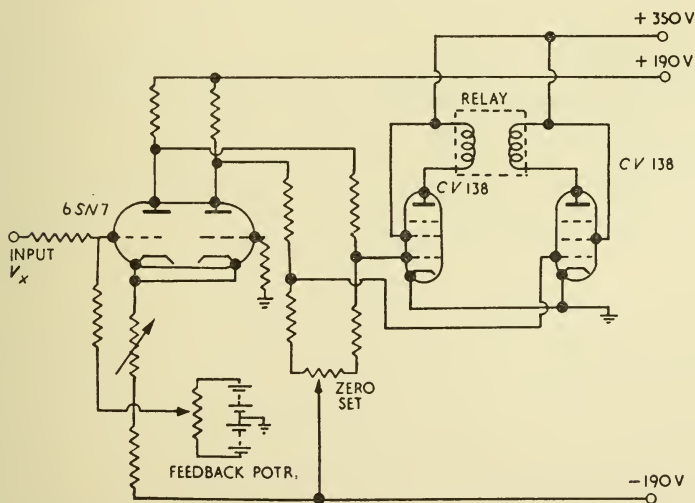 + 350 V
+ 190 V
RELAY
CV 138
CV 138
6SN7
INPUT
Vx
ZERO
SET
FEEDBACK POTR,
-190 V